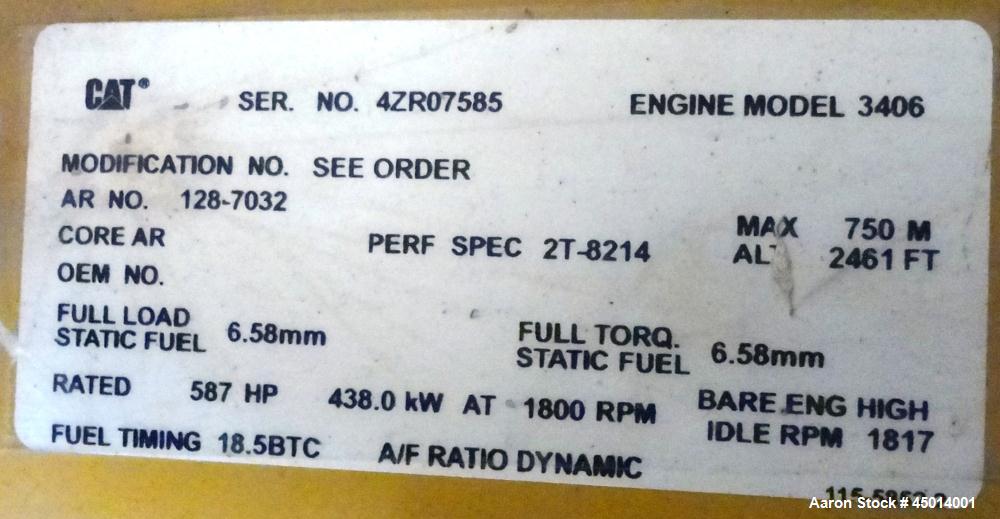 CAT® SER. NO. 4ZR07585 ENGINE MODEL 3406
MODIFICATION NO. SEE ORDER
AR NO. 128-7032
CORE AR PERF SPEC 2T-8214 MAX 750 M
OEM NO. ALT 2461 FT
FULL LOAD
STATIC FUEL 6.58mm FULL TORQ.
STATIC FUEL 6.58mm
RATED 587 HP 438.0 kW AT 1800 RPM BARE ENG HIGH
IDLE RPM 1817
FUEL TIMING 18.5BTC A/F RATIO DYNAMIC
Aaron Stock # 45014001